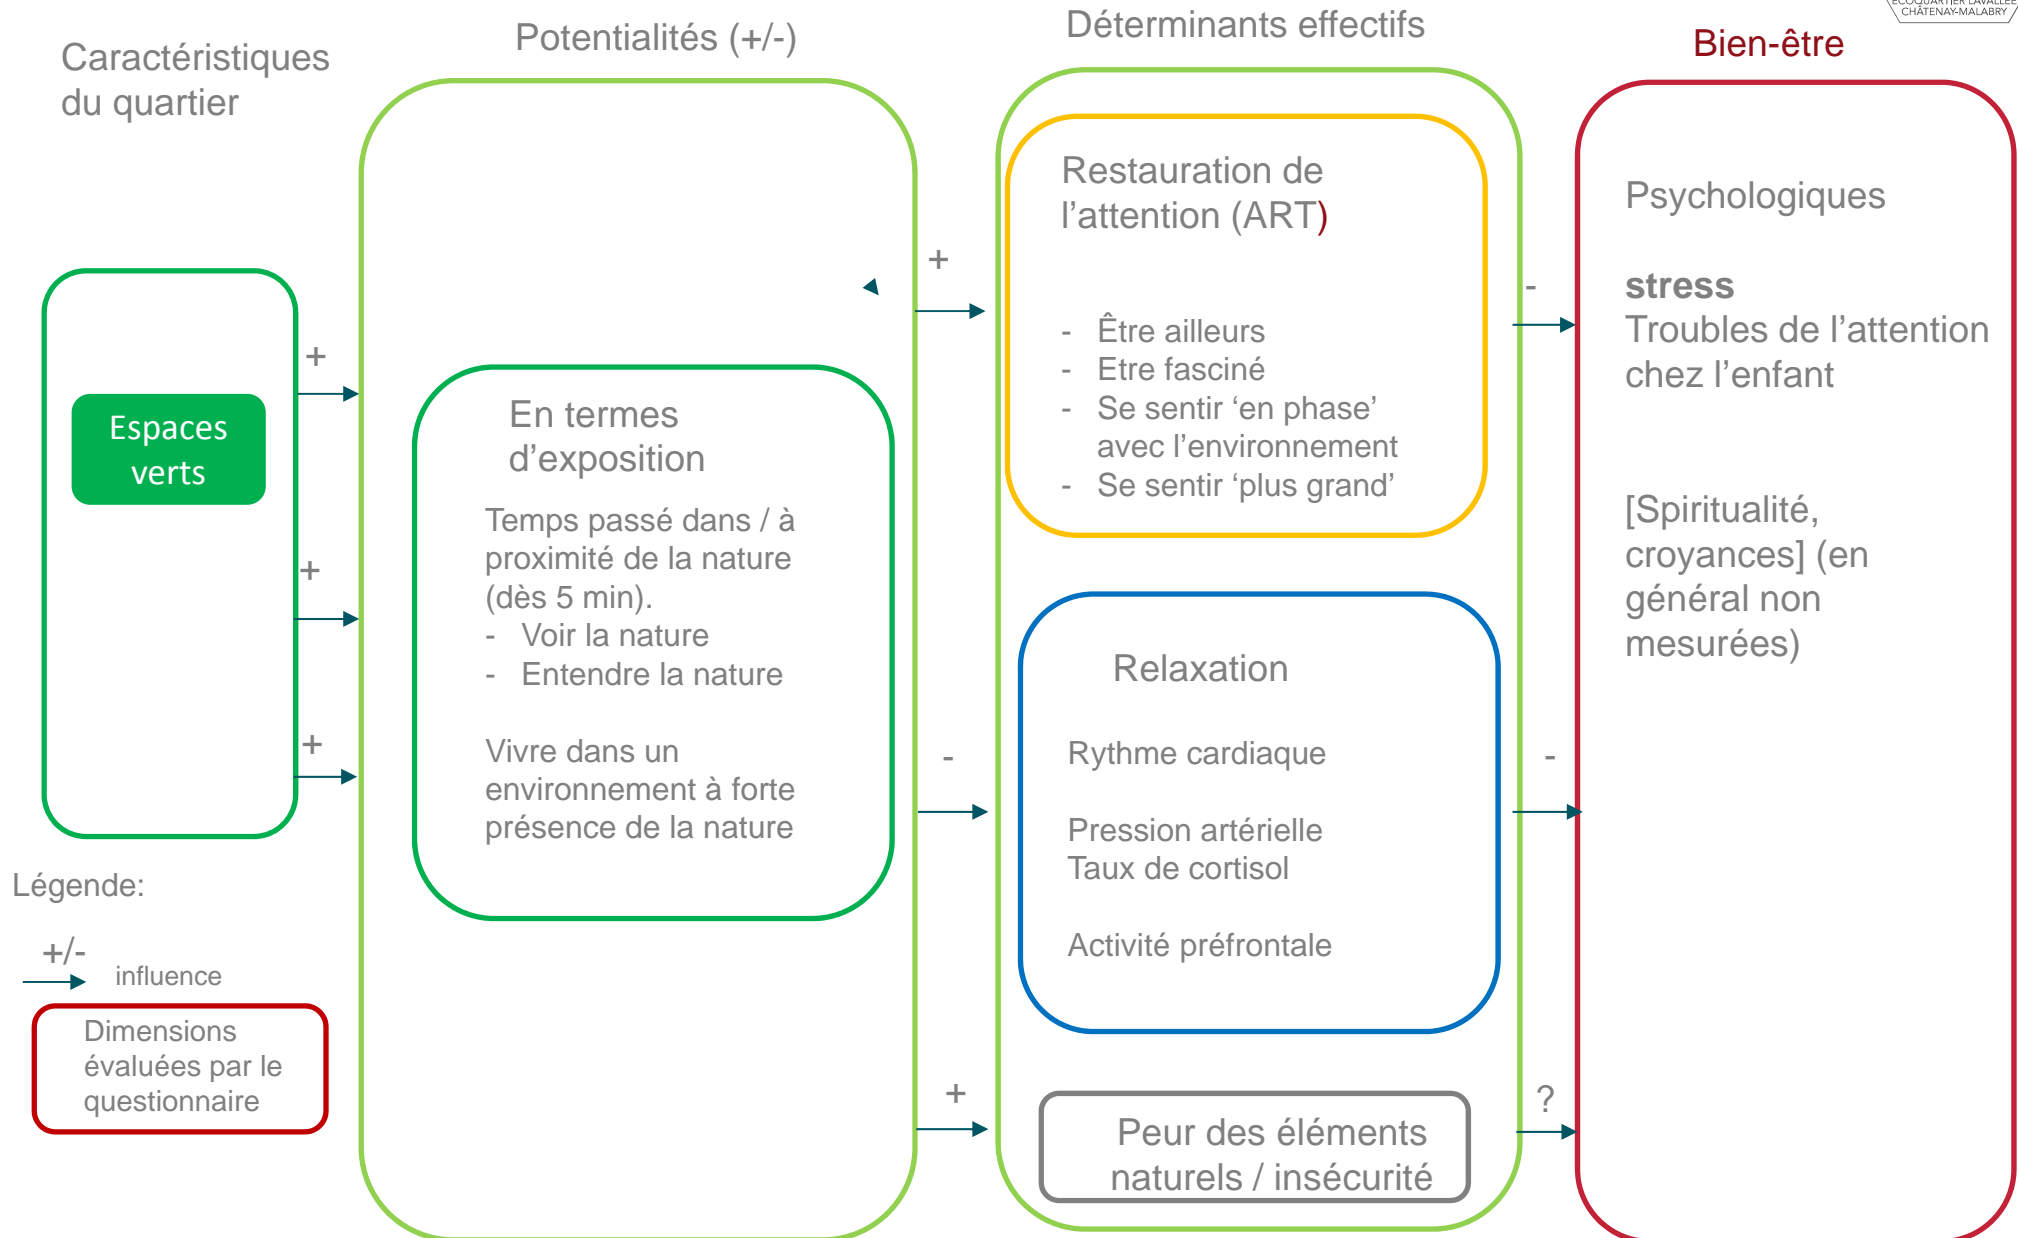 Caractéristiques
du quartier
Potentialités (+/-)
Déterminants effectifs
ÉCOQUARTIER LAVALLÉE
CHÂTENAY-MALABRY
Bien-être
Espaces
verts
+
+
+
En termes
d’exposition
Temps passé dans / à
proximité de la nature
(dès 5 min).
- Voir la nature
- Entendre la nature
Vivre dans un
environnement à forte
présence de la nature
+
-
+
Restauration de
l’attention (ART)
- Être ailleurs
- Etre fasciné
- Se sentir ‘en phase’
avec l’environnement
- Se sentir ‘plus grand’
Relaxation
Rythme cardiaque
Pression artérielle
Taux de cortisol
Activité préfrontale
Peur des éléments
naturels / insécurité
-
-
?
Psychologiques
stress
Troubles de l’attention
chez l’enfant
[Spiritualité,
croyances] (en
général non
mesurées)
Légende:
+/-
influence
Dimensions
évaluées par le
questionnaire